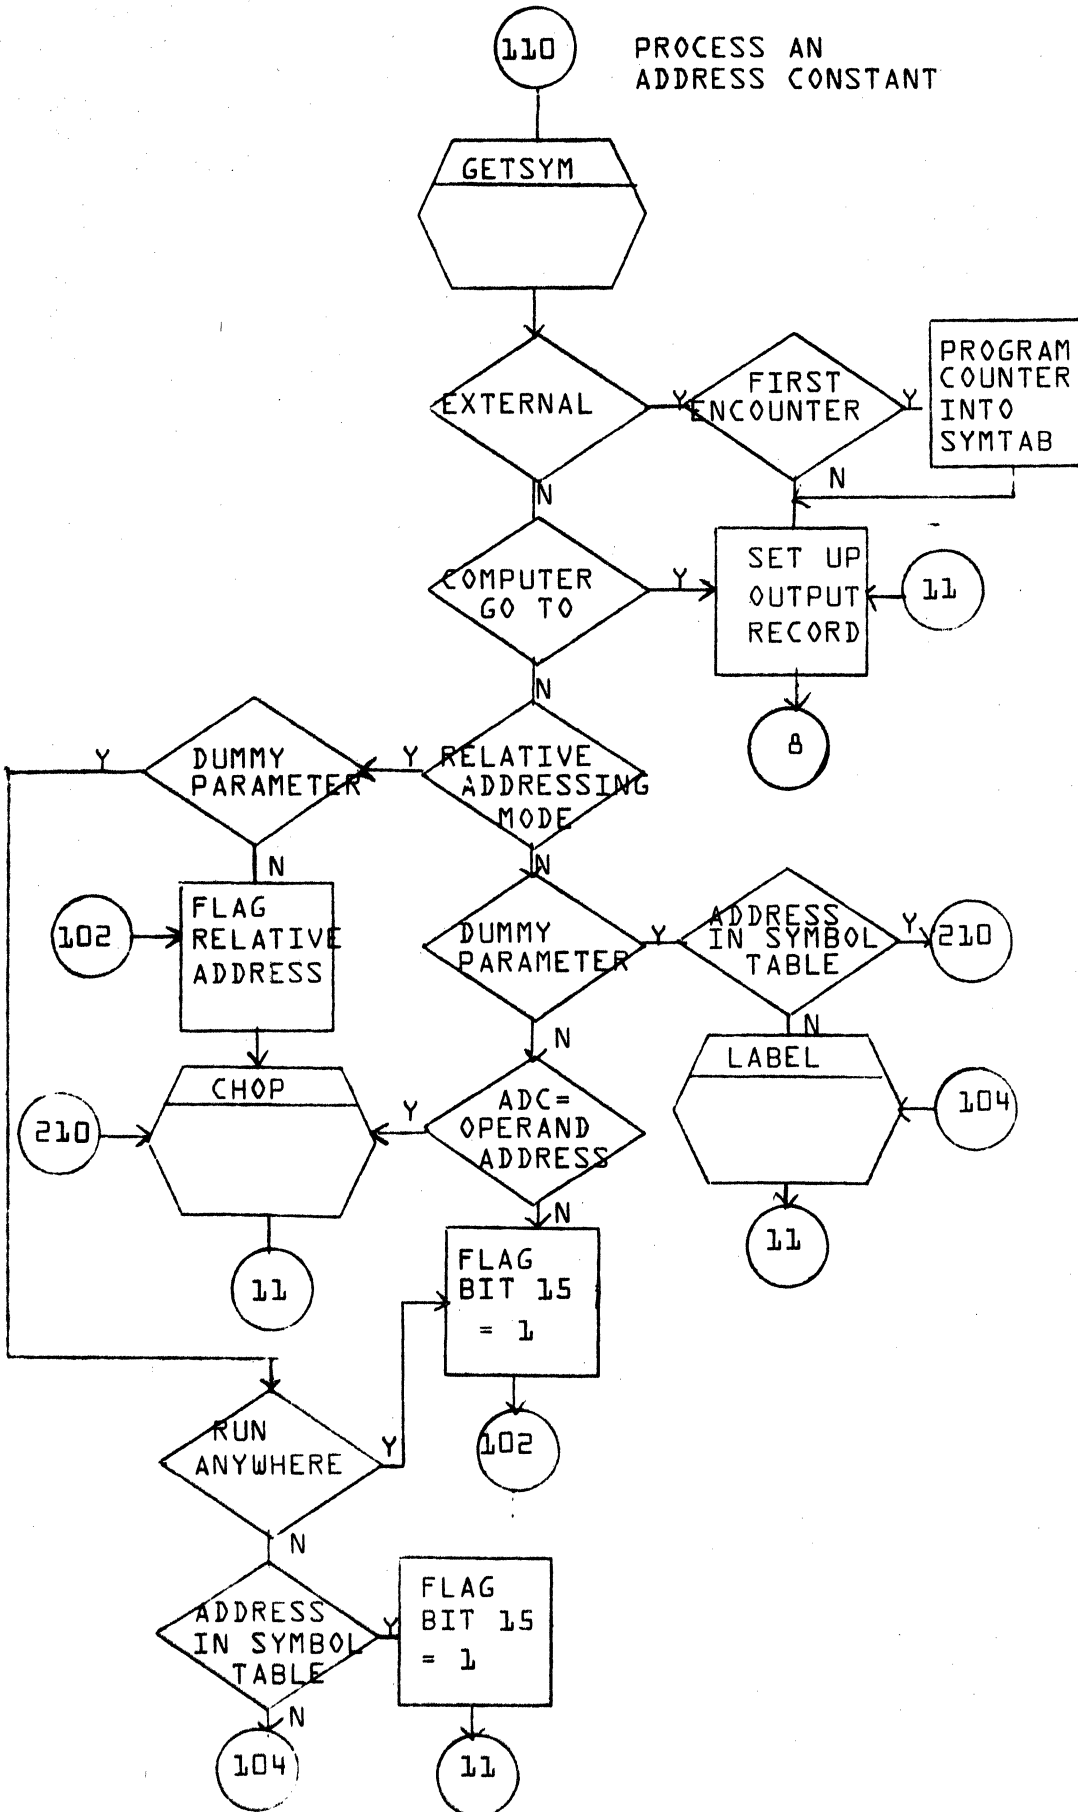 110
PROCESS AN
ADDRESS CONSTANT
GETSYM
EXTERNAL
Y
FIRST
ENCOUNTER
Y
PROGRAM
COUNTER
INTO
SYMTAB
N
N
COMPUTER
GO TO
Y
SET UP
OUTPUT
RECORD
11
N
8
Y
DUMMY
PARAMETER
Y
RELATIVE
ADDRESSING
MODE
N
N
102
FLAG
RELATIVE
ADDRESS
DUMMY
PARAMETER
Y
ADDRESS
IN SYMBOL
TABLE
Y
210
N
N
LABEL
104
CHOP
210
Y
ADC=
OPERAND
ADDRESS
N
11
11
FLAG
BIT 15
= 1
102
RUN
ANYWHERE
Y
N
ADDRESS
IN SYMBOL
TABLE
Y
FLAG
BIT 15
= 1
N
104
11